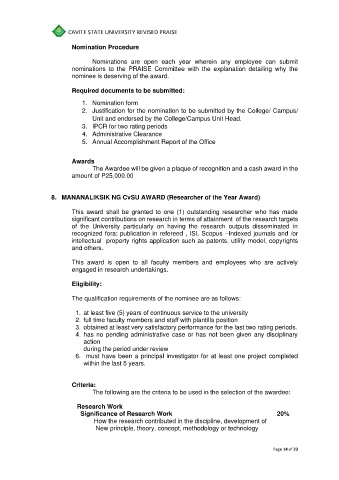 CAVITE STATE UNIVERSITY REVISED PRAISE
Nomination Procedure
Nominations are open each year wherein any employee can submit
nominations to the PRAISE Committee with the explanation detailing why the
nominee is deserving of the award.
Required documents to be submitted:
1. Nomination form
2. Justification for the nomination to be submitted by the College/ Campus/
Unit and endorsed by the College/Campus Unit Head.
3. IPCR for two rating periods
4. Administrative Clearance
5. Annual Accomplishment Report of the Office
Awards
The Awardee will be given a plaque of recognition and a cash award in the
amount of P25,000.00
8. MANANALIKSIK NG CvSU AWARD (Researcher of the Year Award)
This award shall be granted to one (1) outstanding researcher who has made
significant contributions on research in terms of attainment of the research targets
of the University particularly on having the research outputs disseminated in
recognized fora; publication in refereed , ISI, Scopus –Indexed journals and /or
intellectual property rights application such as patents, utility model, copyrights
and others.
This award is open to all faculty members and employees who are actively
engaged in research undertakings.
Eligibility:
The qualification requirements of the nominee are as follows:
1. at least five (5) years of continuous service to the university
2. full time faculty members and staff with plantilla position
3. obtained at least very satisfactory performance for the last two rating periods.
4. has no pending administrative case or has not been given any disciplinary
action
during the period under review
6. must have been a principal investigator for at least one project completed
within the last 5 years.
Criteria:
The following are the criteria to be used in the selection of the awardee:
Research Work
Significance of Research Work 20%
How the research contributed in the discipline, development of
New principle, theory, concept, methodology or technology
Page 14 of 23